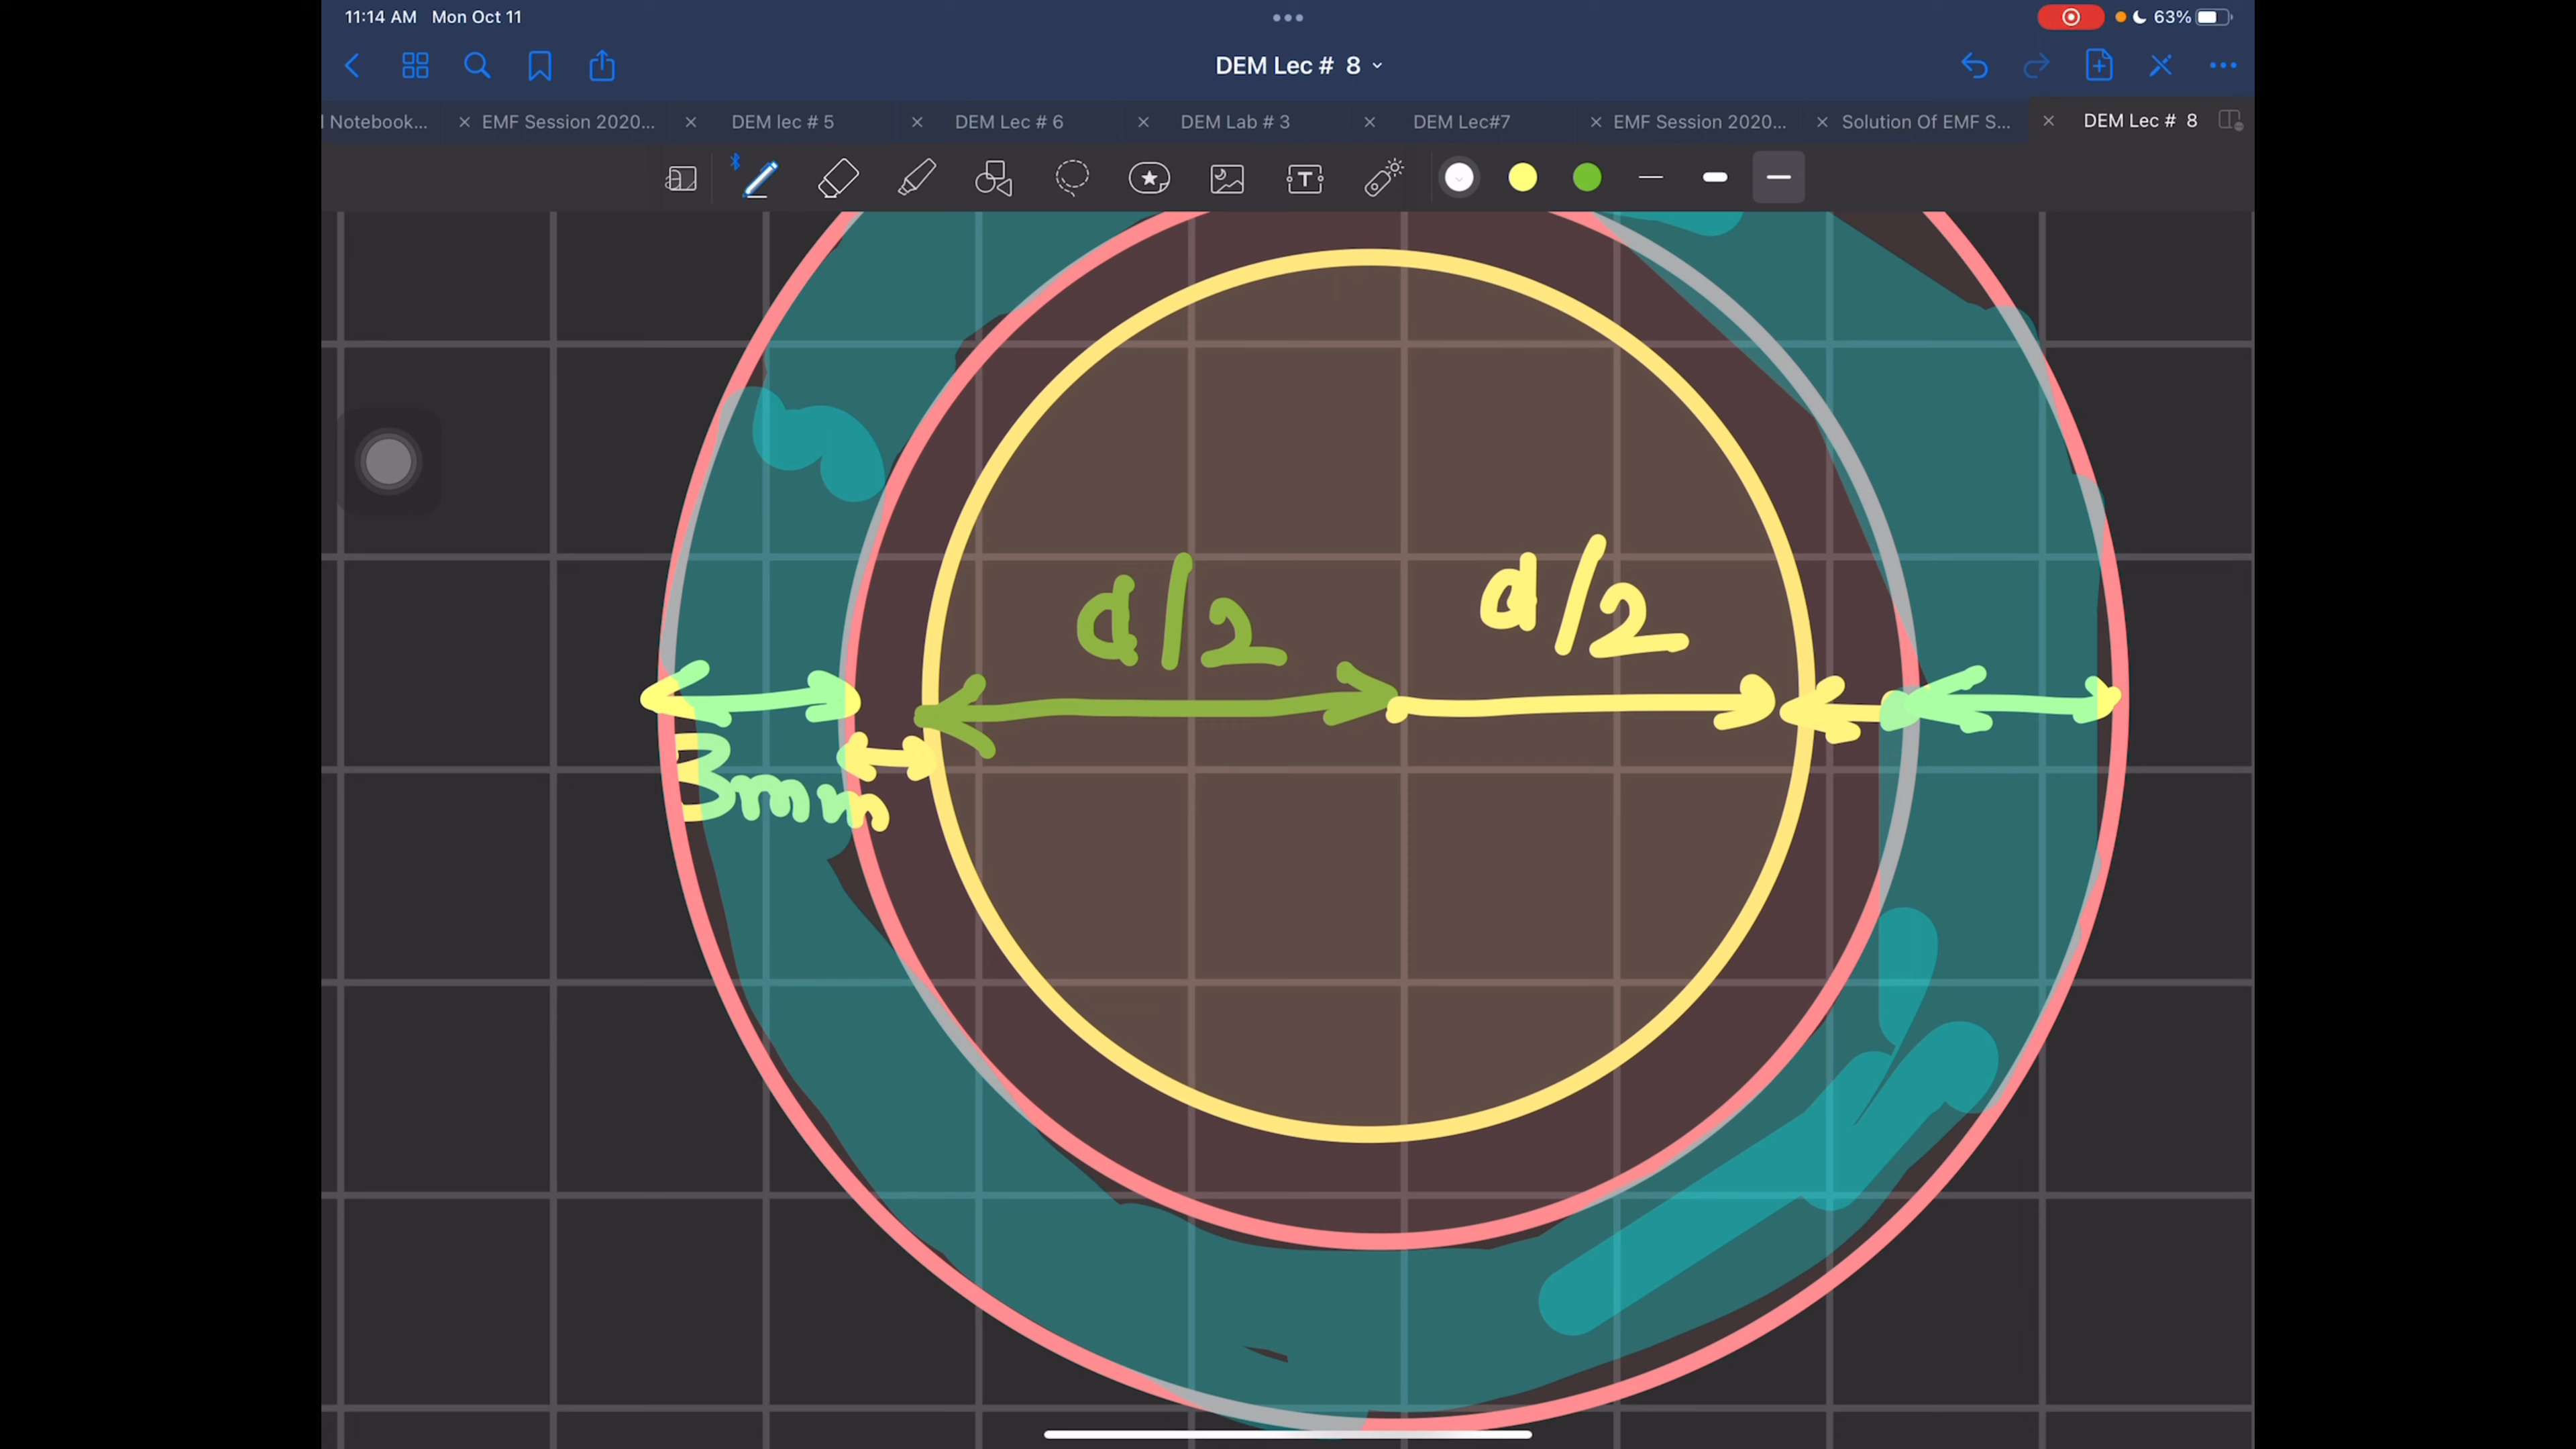 11:14 AM Mon Oct 11
63%
DEM Lec # 8
l Notebook...
EMF Session 2020...
DEM lec # 5
DEM Lec # 6
DEM Lab # 3
DEM Lec#7
EMF Session 2020...
Solution Of EMF S...
DEM Lec # 8
d/2
d/2
3mm